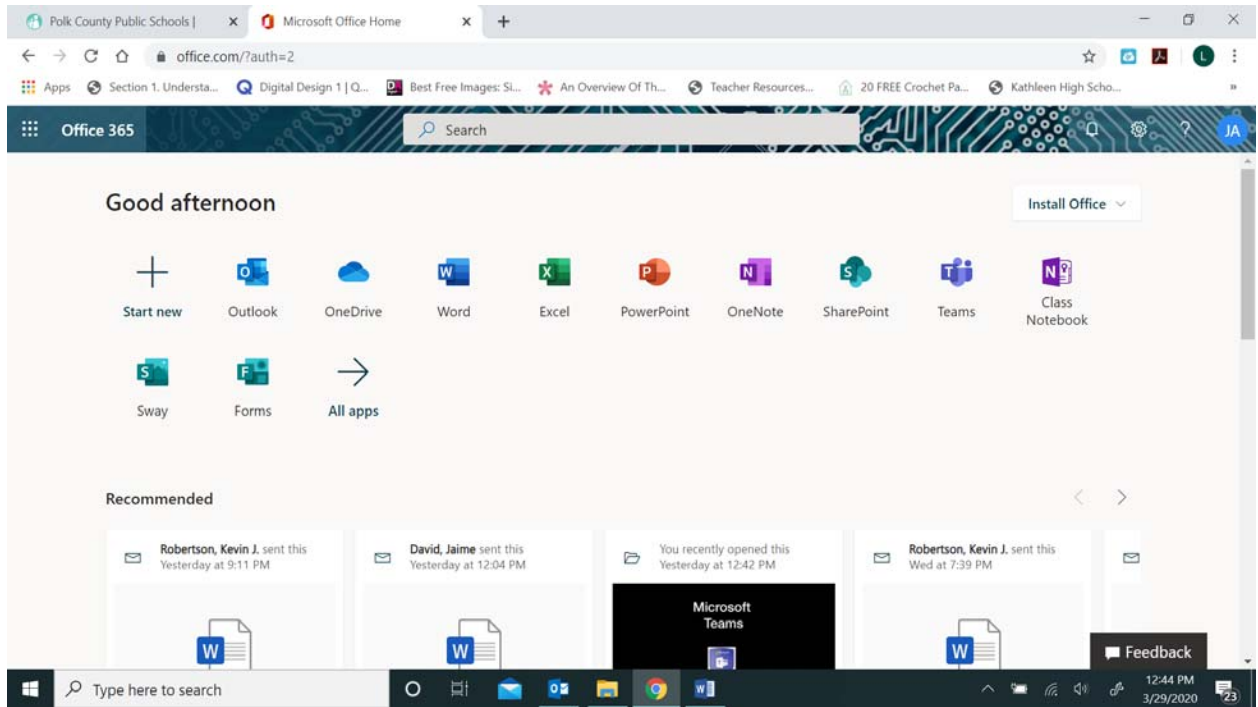 Polk County Public Schools |
Microsoft Office Home
office.com/?auth=2
L
Apps Section 1. Understa... Digital Design 1 | Q... Best Free Images: Si... An Overview Of Th... Teacher Resources... 20 FREE Crochet Pa... Kathleen High Scho... »
Office 365 Search ? JA
Good afternoon Install Office
Start new Outlook OneDrive Word Excel PowerPoint OneNote SharePoint Teams Class Notebook
Sway Forms All apps
Recommended
Robertson, Kevin J. sent this
Yesterday at 9:11 PM
David, Jaime sent this
Yesterday at 12:04 PM
You recently opened this
Yesterday at 12:42 PM
Robertson, Kevin J. sent this
Wed at 7:39 PM
Microsoft
Teams
W W W
Feedback
Type here to search
12:44 PM
3/29/2020
23